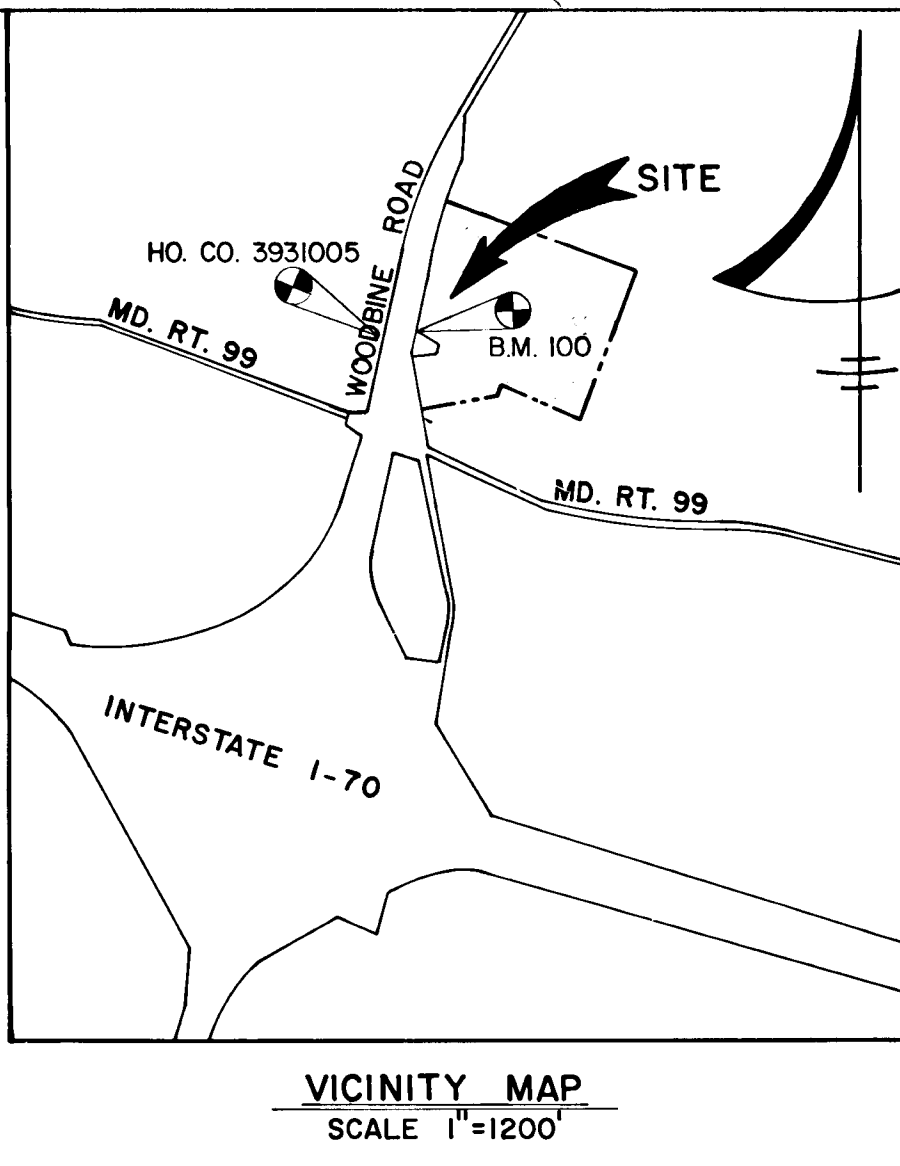 SITE
WOODBINE ROAD
HO. CO. 3931005
MD. RT. 99
B.M. 100
MD. RT. 99
INTERSTATE I-70
VICINITY MAP
SCALE 1"=1200'